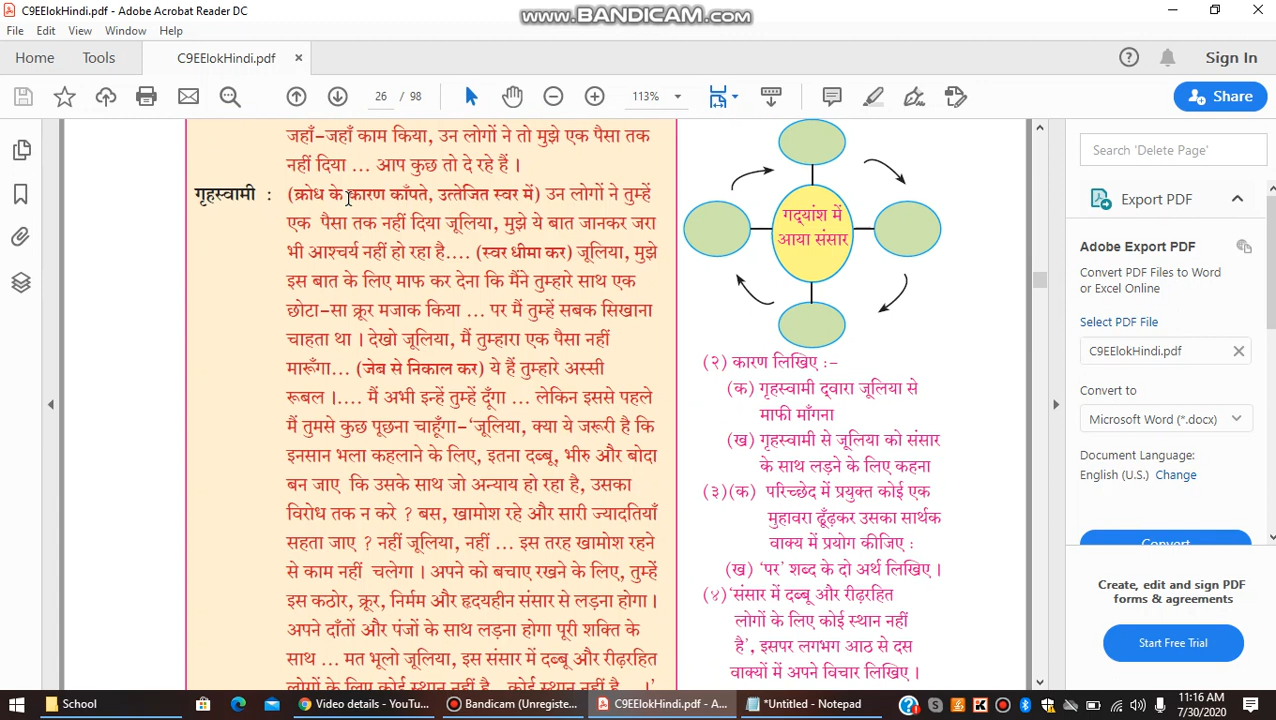 C9EElokHindi.pdf - Adobe Acrobat Reader DC
www.BANDICAM.com
File Edit View Window Help
Home Tools C9EElokHindi.pdf × Sign In
26 / 98 113% Share
जहाँ-जहाँ काम किया, उन लोगों ने तो मुझे एक पैसा तक
नहीं दिया ... आप कुछ तो दे रहे हैं ।
गृहस्वामी : (क्रोध के कारण काँपते, उत्तेजित स्वर में) उन लोगों ने तुम्हें
एक पैसा तक नहीं दिया जूलिया, मुझे ये बात जानकर जरा
भी आश्चर्य नहीं हो रहा है.... (स्वर धीमा कर) जूलिया, मुझे
इस बात के लिए माफ कर देना कि मैंने तुम्हारे साथ एक
छोटा-सा क्रूर मजाक किया ... पर मैं तुम्हें सबक सिखाना
चाहता था । देखो जूलिया, मैं तुम्हारा एक पैसा नहीं
मारूँगा... (जेब से निकाल कर) ये हैं तुम्हारे अस्सी
रूबल ।.... मैं अभी इन्हें तुम्हें दूँगा ... लेकिन इससे पहले
मैं तुमसे कुछ पूछना चाहूँगा-‘जूलिया, क्या ये जरूरी है कि
इनसान भला कहलाने के लिए, इतना दब्बू, भीरु और बोदा
बन जाए कि उसके साथ जो अन्याय हो रहा है, उसका
विरोध तक न करे ? बस, खामोश रहे और सारी ज्यादतियाँ
सहता जाए ? नहीं जूलिया, नहीं ... इस तरह खामोश रहने
से काम नहीं चलेगा । अपने को बचाए रखने के लिए, तुम्हें
इस कठोर, क्रूर, निर्मम और हृदयहीन संसार से लड़ना होगा ।
अपने दाँतों और पंजों के साथ लड़ना होगा पूरी शक्ति के
साथ ... मत भूलो जूलिया, इस संसार में दब्बू और रीढ़रहित
लोगों के लिए कोई स्थान नहीं है... कोई स्थान नहीं है ... ।’
गद्यांश में
आया संसार
(२) कारण लिखिए :-
(क) गृहस्वामी द्वारा जूलिया से
माफी माँगना
(ख) गृहस्वामी से जूलिया को संसार
के साथ लड़ने के लिए कहना
(३)(क) परिच्छेद में प्रयुक्त कोई एक
मुहावरा ढूँढ़कर उसका सार्थक
वाक्य में प्रयोग कीजिए :
(ख) ‘पर’ शब्द के दो अर्थ लिखिए ।
(४) ‘संसार में दब्बू और रीढ़रहित
लोगों के लिए कोई स्थान नहीं
है’, इसपर लगभग आठ से दस
वाक्यों में अपने विचार लिखिए ।
Search 'Delete Page'
Export PDF
Adobe Export PDF
Convert PDF Files to Word
or Excel Online
Select PDF File
C9EElokHindi.pdf
Convert to
Microsoft Word (*.docx)
Document Language:
English (U.S.) Change
Convert
Create, edit and sign PDF
forms & agreements
Start Free Trial
School Video details - YouTu... Bandicam (Unregiste... C9EElokHindi.pdf - A... *Untitled - Notepad
11:16 AM
7/30/2020